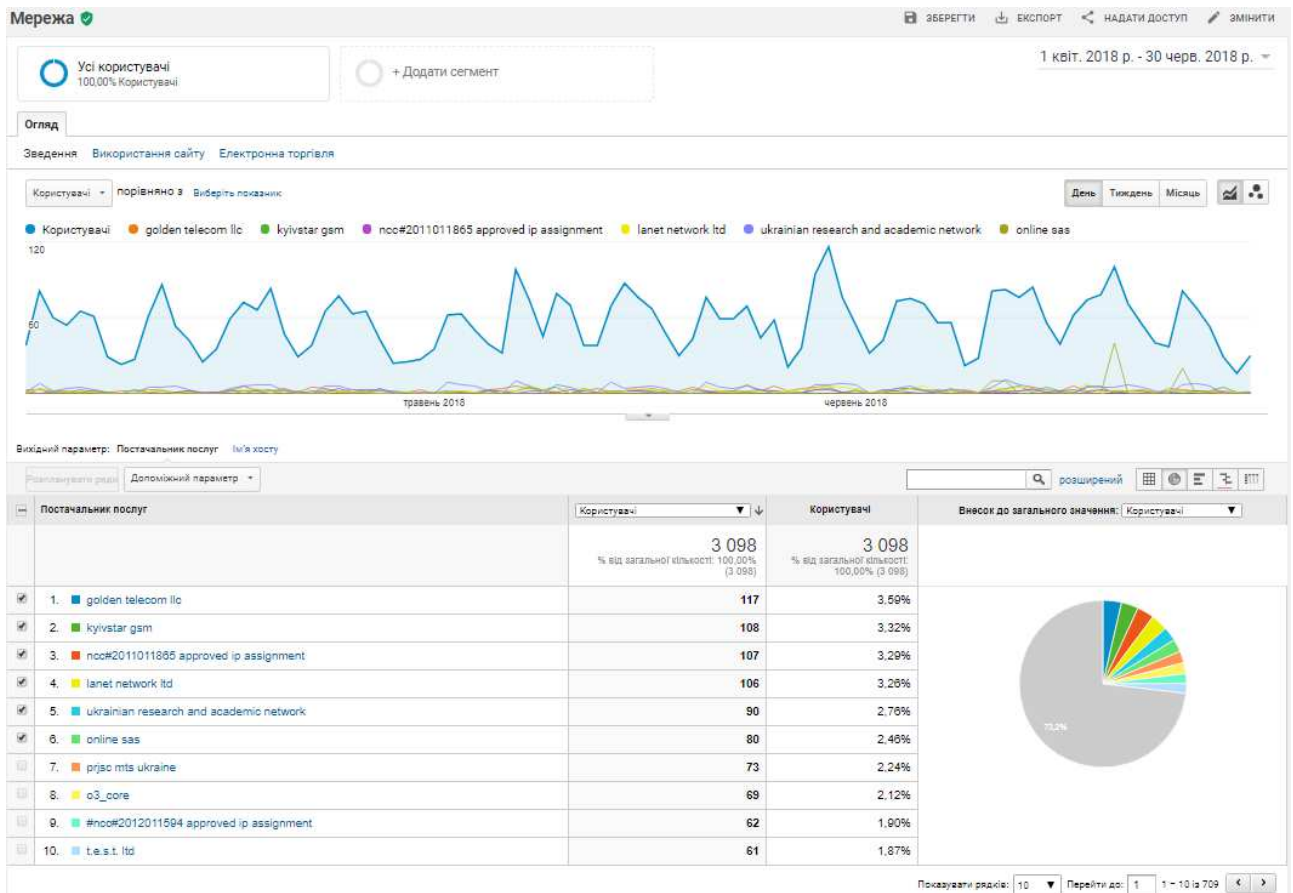 Мережа
ЗБЕРЕГТИ ЕКСПОРТ НАДАТИ ДОСТУП ЗМІНИТИ
Усі користувачі
100,00% Користувачі
+ Додати сегмент
1 квіт. 2018 р. - 30 черв. 2018 р.
Огляд
Зведення Використання сайту Електронна торгівля
Користувачі порівняно з Виберіть показник
День Тиждень Місяць
Користувачі golden telecom llc kyivstar gsm ncc#2011011865 approved ip assignment lanet network ltd ukrainian research and academic network online sas
120
60
травень 2018 червень 2018
Вихідний параметр: Постачальник послуг Ім'я хосту
Розпланувати рядки Допоміжний параметр розширений
Постачальник послуг Користувачі Користувачі Внесок до загального значення: Користувачі
3 098 3 098
% від загальної кількості: 100,00% (3 098) % від загальної кількості: 100,00% (3 098)
1. golden telecom llc 117 3,59%
2. kyivstar gsm 108 3,32%
3. ncc#2011011865 approved ip assignment 107 3,29%
4. lanet network ltd 106 3,26%
5. ukrainian research and academic network 90 2,76%
6. online sas 80 2,46%
7. prjsc mts ukraine 73 2,24%
8. o3_core 69 2,12%
9. #ncc#2012011594 approved ip assignment 62 1,90%
10. t.e.s.t. ltd 61 1,87%
73,2%
Показувати рядків: 10 Перейти до: 1 1 – 10 із 709